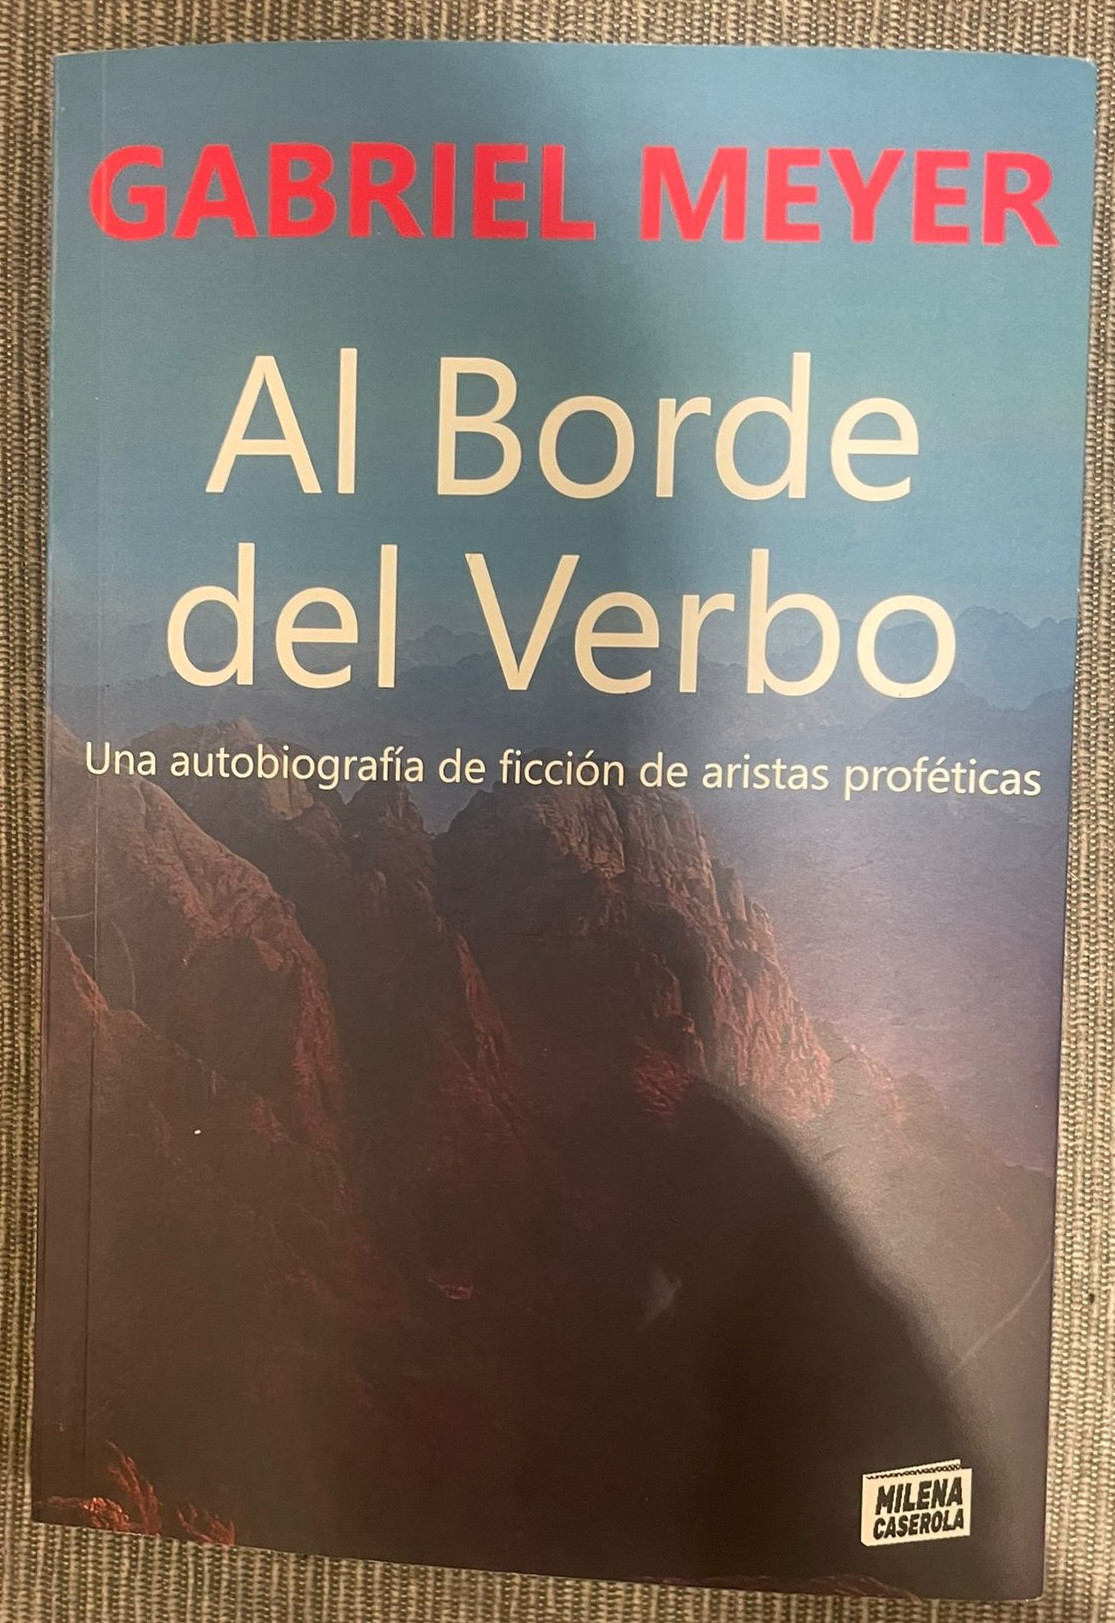 GABRIEL MEYER
Al Borde
del Verbo
Una autobiografía de ficción de aristas proféticas
MILENA
CASEROLA